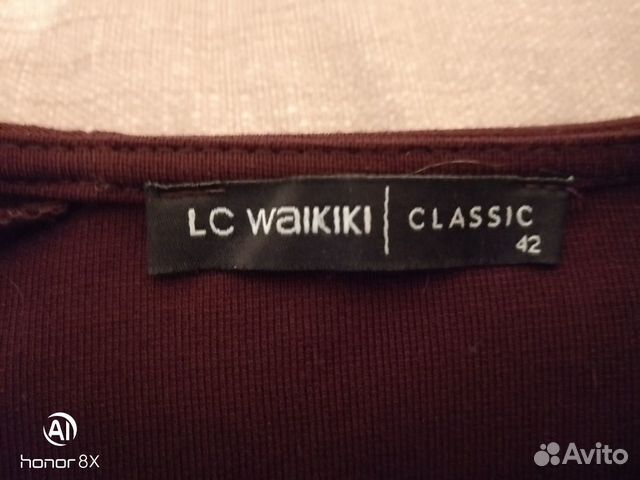 LC WAIKIKI | CLASSIC
42
AI
honor 8X
Avito